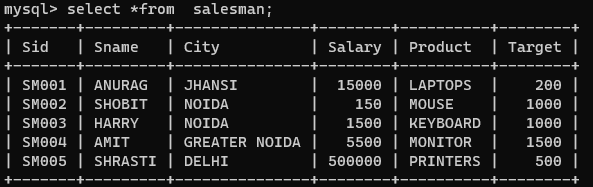 mysql> select *from  salesman;
+-------+---------+---------------+--------+----------+--------+
| Sid   | Sname   | City          | Salary | Product  | Target |
+-------+---------+---------------+--------+----------+--------+
| SM001 | ANURAG  | JHANSI        |  15000 | LAPTOPS  |    200 |
| SM002 | SHOBIT  | NOIDA         |    150 | MOUSE    |   1000 |
| SM003 | HARRY   | NOIDA         |   1500 | KEYBOARD |   1000 |
| SM004 | AMIT    | GREATER NOIDA |   5500 | MONITOR  |   1500 |
| SM005 | SHRASTI | DELHI         | 500000 | PRINTERS |    500 |
+-------+---------+---------------+--------+----------+--------+